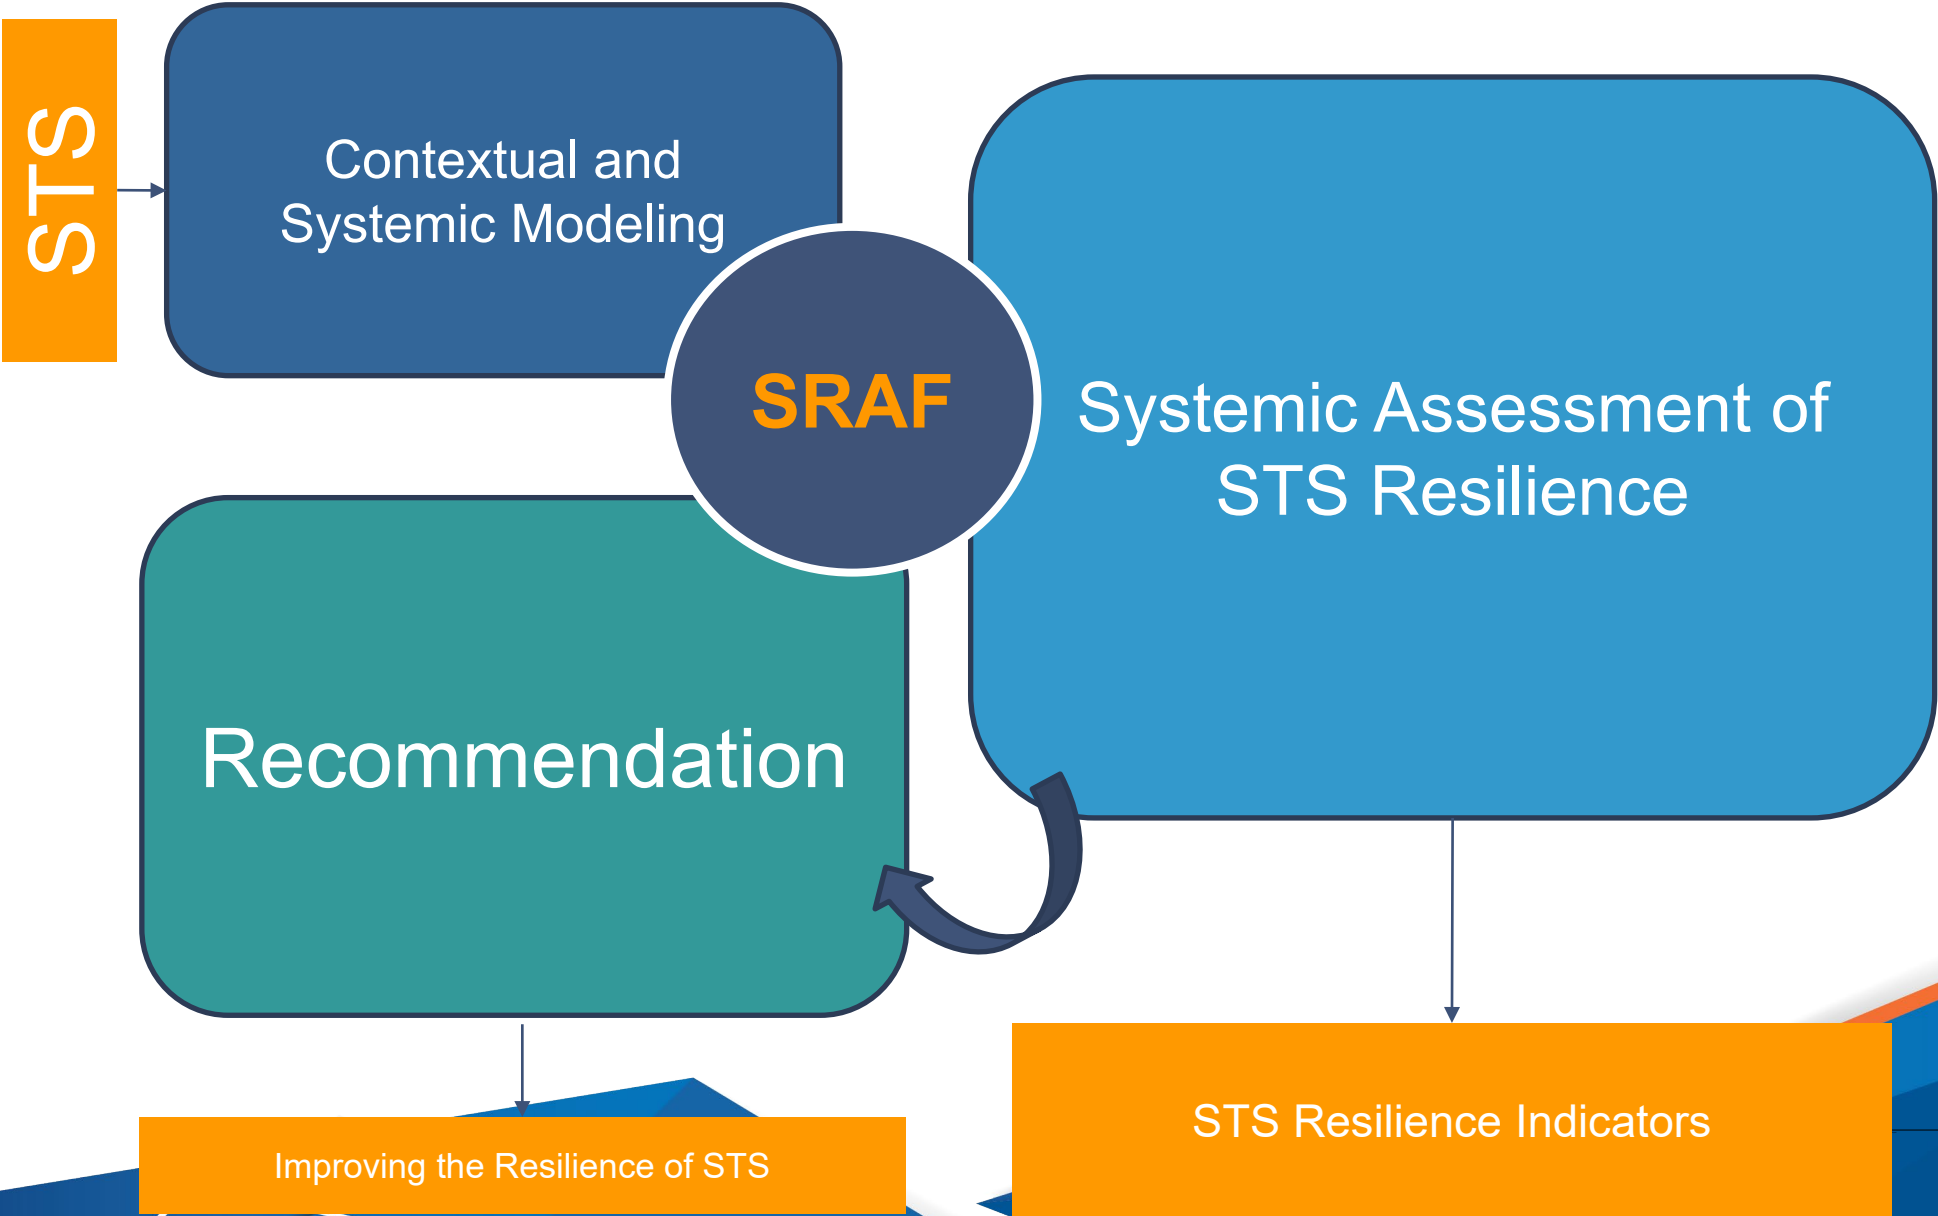 STS
Contextual and
Systemic Modeling
SRAF
Systemic Assessment of
STS Resilience
Recommendation
STS Resilience Indicators
Improving the Resilience of STS